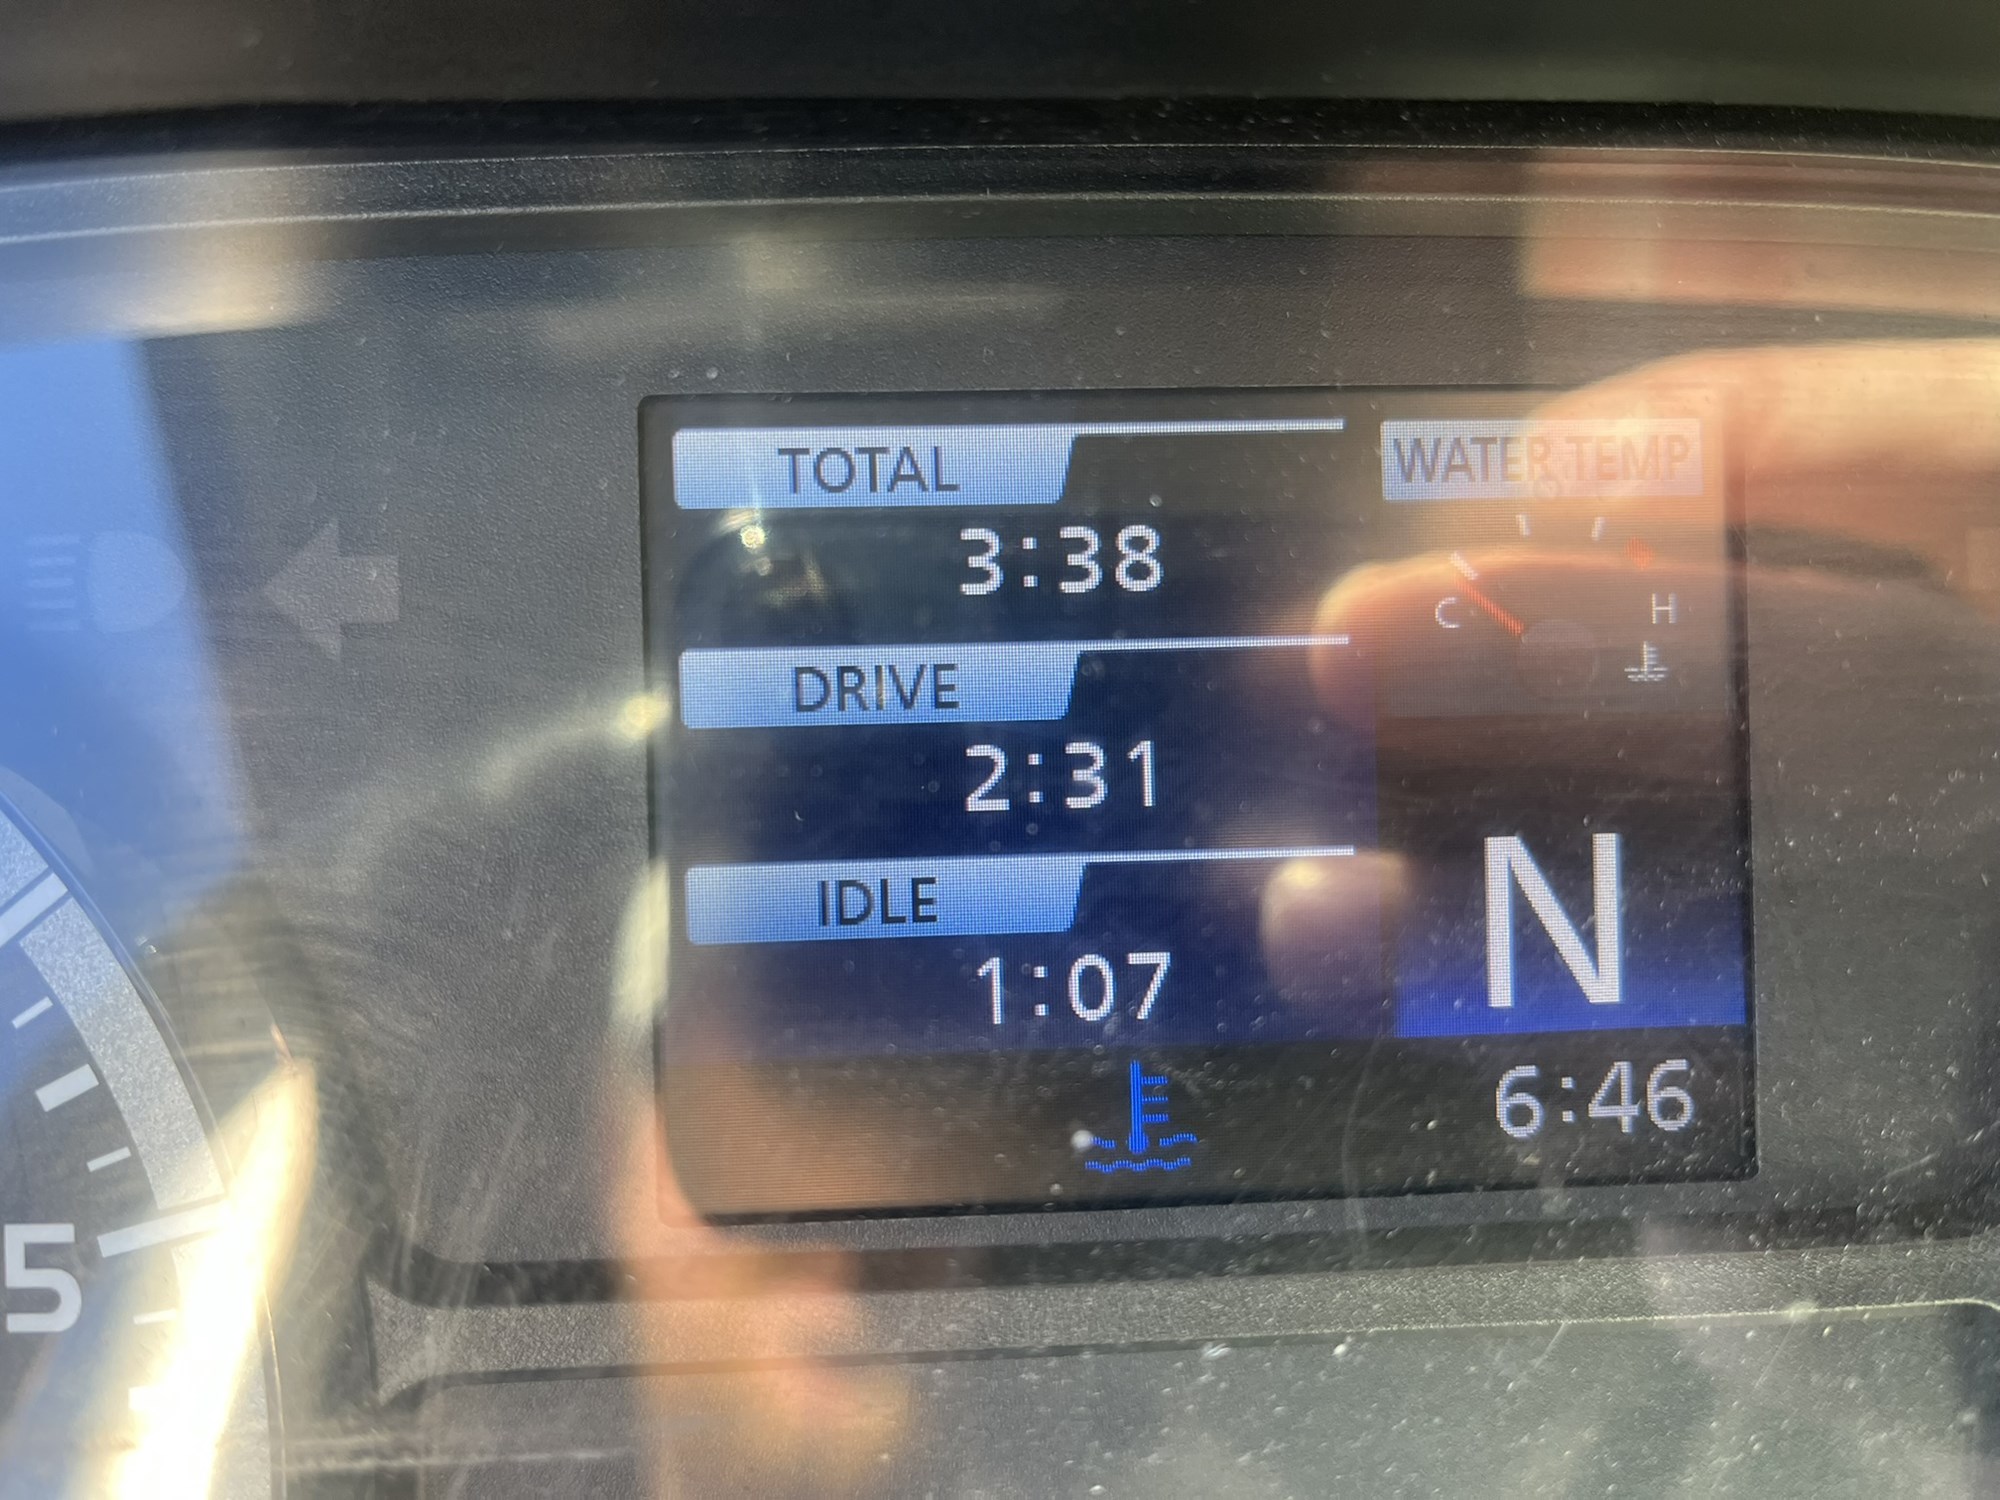 TOTAL
3:38
DRIVE
2:31
IDLE
1:07
WATER TEMP
C H
N
6:46
5